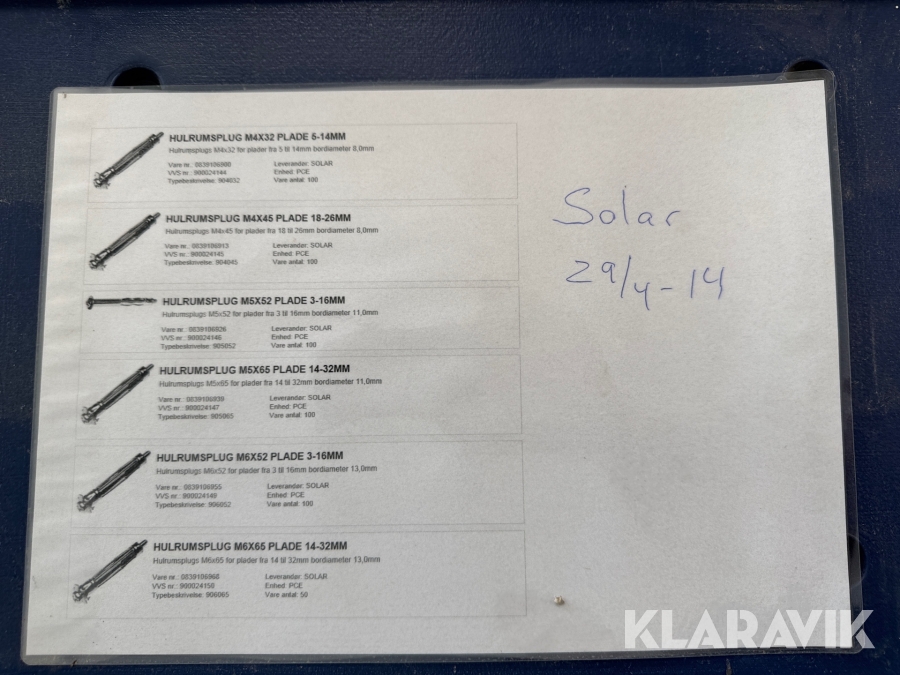 HULRUMSPLUG M4X32 PLADE 5-14MM
Hulrumsplugs M4x32 for plader fra 5 til 14mm bordiameter 8,0mm
Vare nr.: 0839106900 Leverandør: SOLAR
VVS nr.: 900024144 Enhed: PCE
Typebeskrivelse: 904032 Vare antal: 100
HULRUMSPLUG M4X45 PLADE 18-26MM
Hulrumsplugs M4x45 for plader fra 18 til 26mm bordiameter 8,0mm
Vare nr.: 0839106913 Leverandør: SOLAR
VVS nr.: 900024145 Enhed: PCE
Typebeskrivelse: 904045 Vare antal: 100
HULRUMSPLUG M5X52 PLADE 3-16MM
Hulrumsplugs M5x52 for plader fra 3 til 16mm bordiameter 11,0mm
Vare nr.: 0839106926 Leverandør: SOLAR
VVS nr.: 900024146 Enhed: PCE
Typebeskrivelse: 905052 Vare antal: 100
HULRUMSPLUG M5X65 PLADE 14-32MM
Hulrumsplugs M5x65 for plader fra 14 til 32mm bordiameter 11,0mm
Vare nr.: 0839106939 Leverandør: SOLAR
VVS nr.: 900024147 Enhed: PCE
Typebeskrivelse: 905065 Vare antal: 100
HULRUMSPLUG M6X52 PLADE 3-16MM
Hulrumsplugs M6x52 for plader fra 3 til 16mm bordiameter 13,0mm
Vare nr.: 0839106955 Leverandør: SOLAR
VVS nr.: 900024149 Enhed: PCE
Typebeskrivelse: 906052 Vare antal: 100
HULRUMSPLUG M6X65 PLADE 14-32MM
Hulrumsplugs M6x65 for plader fra 14 til 32mm bordiameter 13,0mm
Vare nr.: 0839106968 Leverandør: SOLAR
VVS nr.: 900024150 Enhed: PCE
Typebeskrivelse: 906065 Vare antal: 50
Solar
29/4-14
KLARAVIK